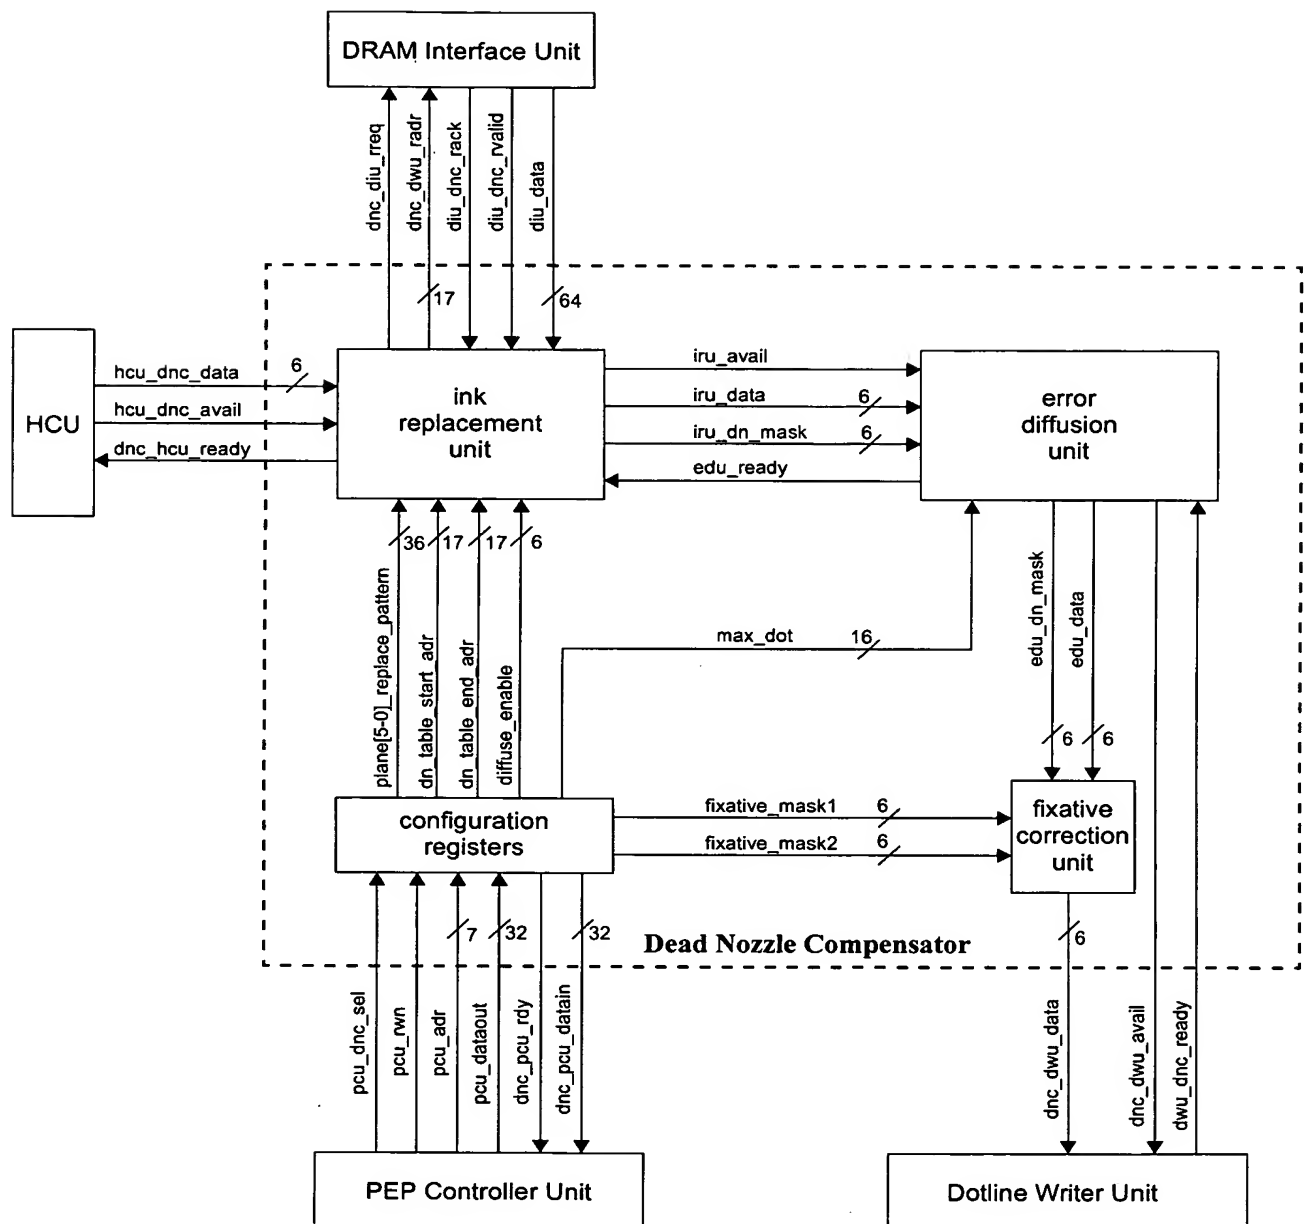 DRAM Interface Unit
dnc_diu_rreq
dnc_dwu_radr
diu_dnc_rack
diu_dnc_rvalid
diu_data
17
64
HCU
hcu_dnc_data
6
hcu_dnc_avail
dnc_hcu_ready
ink
replacement
unit
iru_avail
iru_data
6
iru_dn_mask
6
edu_ready
error
diffusion
unit
36
17
17
6
plane[5-0]_replace_pattern
dn_table_start_adr
dn_table_end_adr
diffuse_enable
max_dot
16
edu_dn_mask
edu_data
6
6
configuration
registers
fixative_mask1
6
fixative_mask2
6
fixative
correction
unit
7
32
32
6
Dead Nozzle Compensator
pcu_dnc_sel
pcu_rwn
pcu_adr
pcu_dataout
dnc_pcu_rdy
dnc_pcu_datain
dnc_dwu_data
dnc_dwu_avail
dwu_dnc_ready
PEP Controller Unit
Dotline Writer Unit